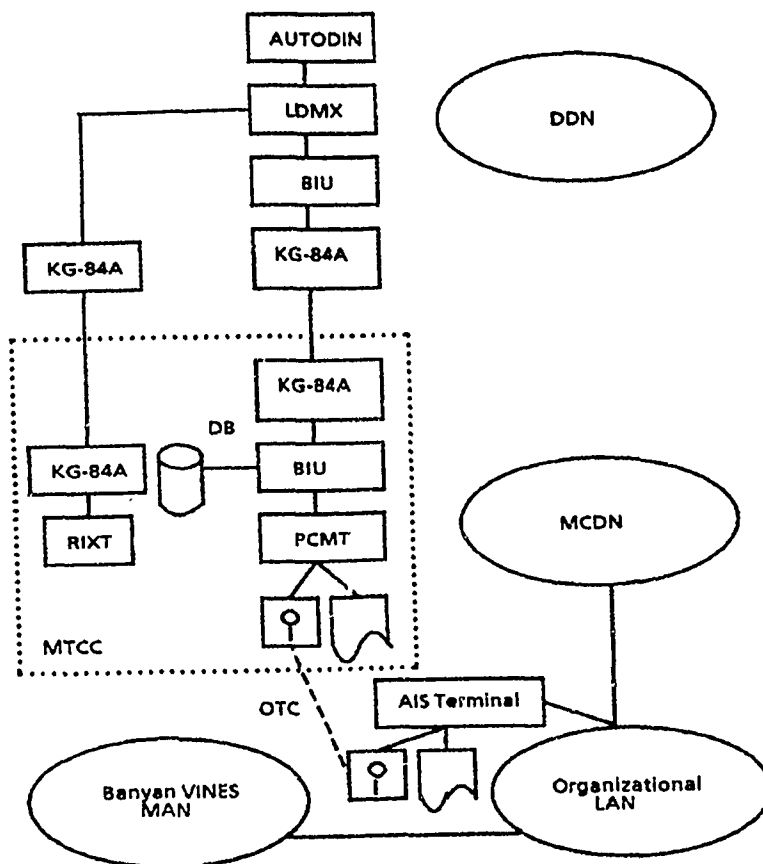 AUTODIN
LDMX
DDN
BIU
KG-84A
KG-84A
KG-84A
DB
KG-84A
BIU
RIXT
PCMT
MCDN
MTCC
OTC
AIS Terminal
Banyan VINES
MAN
Organizational
LAN